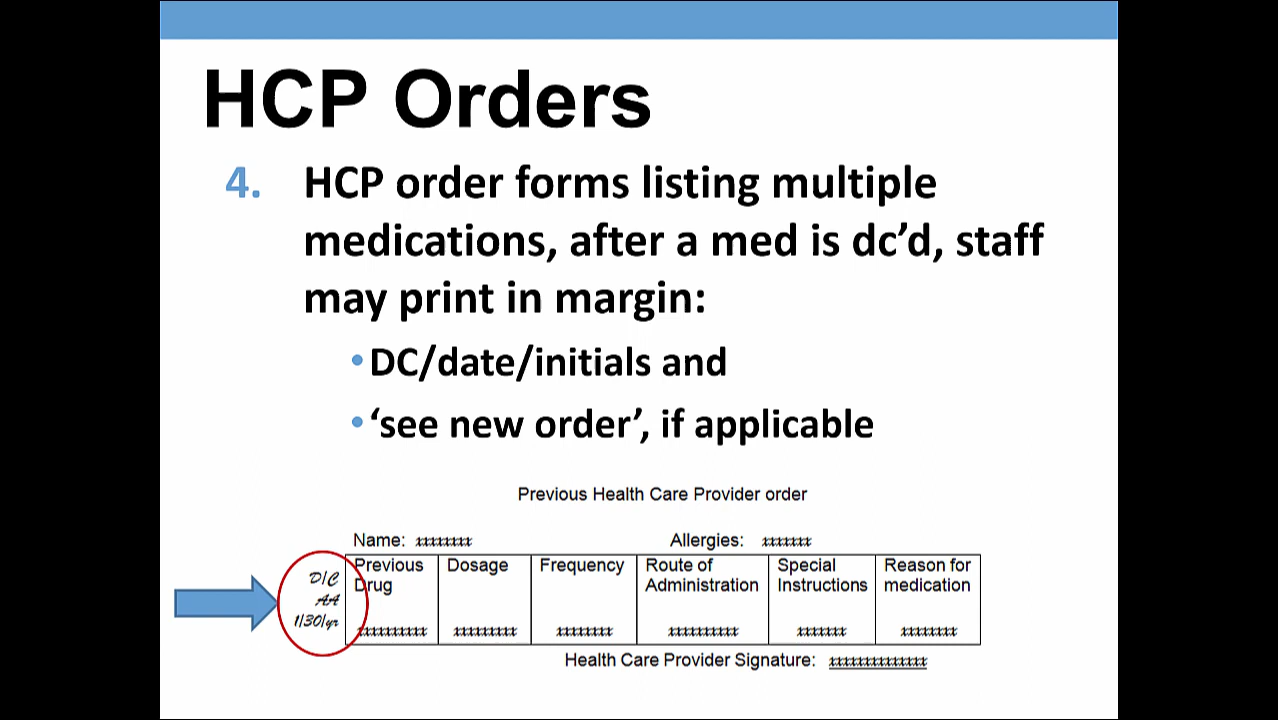 HCP Orders
4. HCP order forms listing multiple
medications, after a med is dc’d, staff
may print in margin:
•DC/date/initials and
•‘see new order’, if applicable
Previous Health Care Provider order
Name: xxxxxxxx Allergies: xxxxxxx
D/C
AA
1/30/yr
Previous Drug Dosage Frequency Route of Administration Special Instructions Reason for medication
xxxxxxxxxx xxxxxxxxx xxxxxxxx xxxxxxxxxx xxxxxxx xxxxxxxx
Health Care Provider Signature: xxxxxxxxxxxxxx